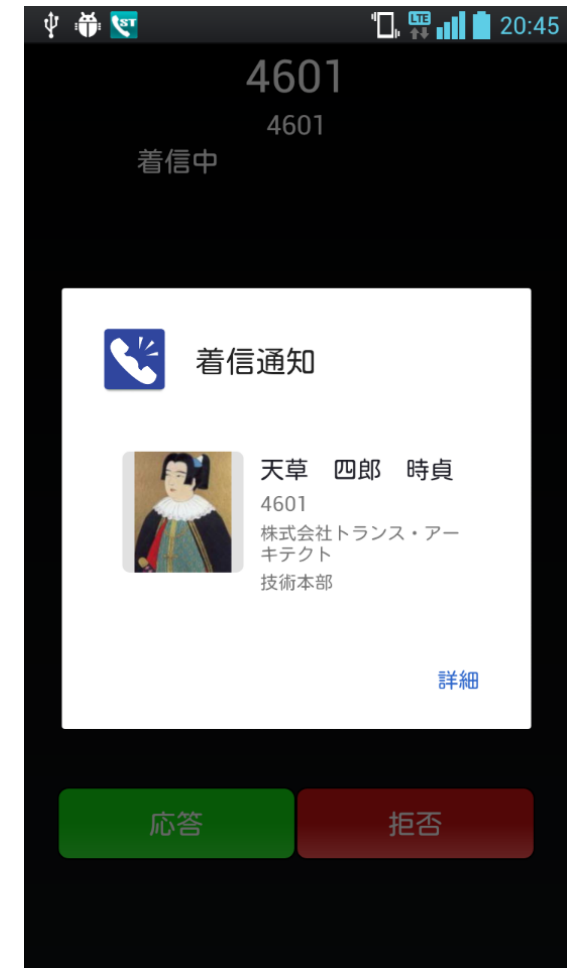 ST
LTE
20:45
4601
4601
着信中
着信通知
天草　四郎　時貞
4601
株式会社トランス・アー
キテクト
技術本部
詳細
応答
拒否